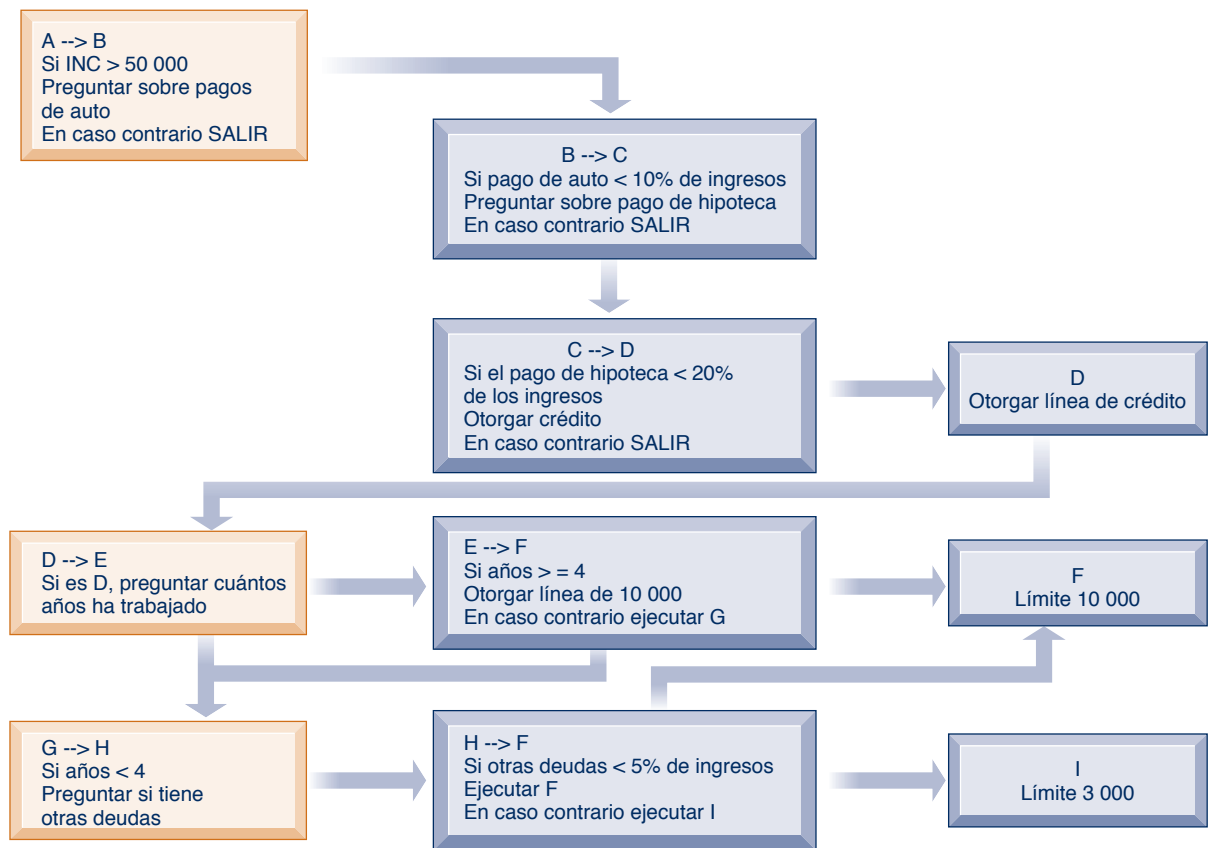 A --> B
Si INC > 50 000
Preguntar sobre pagos
de auto
En caso contrario SALIR
B --> C
Si pago de auto < 10% de ingresos
Preguntar sobre pago de hipoteca
En caso contrario SALIR
C --> D
Si el pago de hipoteca < 20%
de los ingresos
Otorgar crédito
En caso contrario SALIR
D
Otorgar línea de crédito
D --> E
Si es D, preguntar cuántos
años ha trabajado
E --> F
Si años > = 4
Otorgar línea de 10 000
En caso contrario ejecutar G
F
Límite 10 000
G --> H
Si años < 4
Preguntar si tiene
otras deudas
H --> F
Si otras deudas < 5% de ingresos
Ejecutar F
En caso contrario ejecutar I
I
Límite 3 000